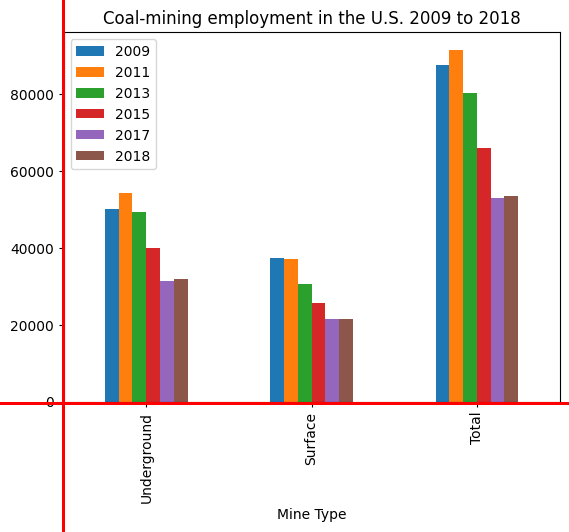 Coal-mining employment in the U.S. 2009 to 2018
2009
2011
2013
2015
2017
2018
80000
60000
40000
20000
0
Underground
Surface
Total
Mine Type